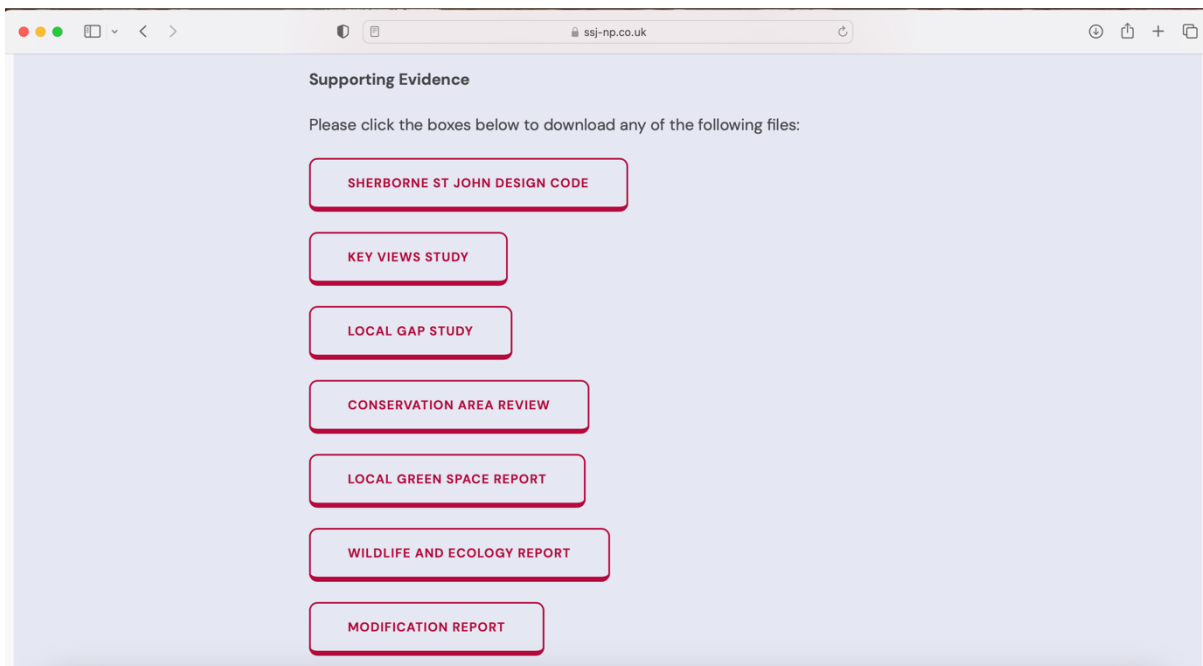 ssj-np.co.uk
Supporting Evidence
Please click the boxes below to download any of the following files:
SHERBORNE ST JOHN DESIGN CODE
KEY VIEWS STUDY
LOCAL GAP STUDY
CONSERVATION AREA REVIEW
LOCAL GREEN SPACE REPORT
WILDLIFE AND ECOLOGY REPORT
MODIFICATION REPORT